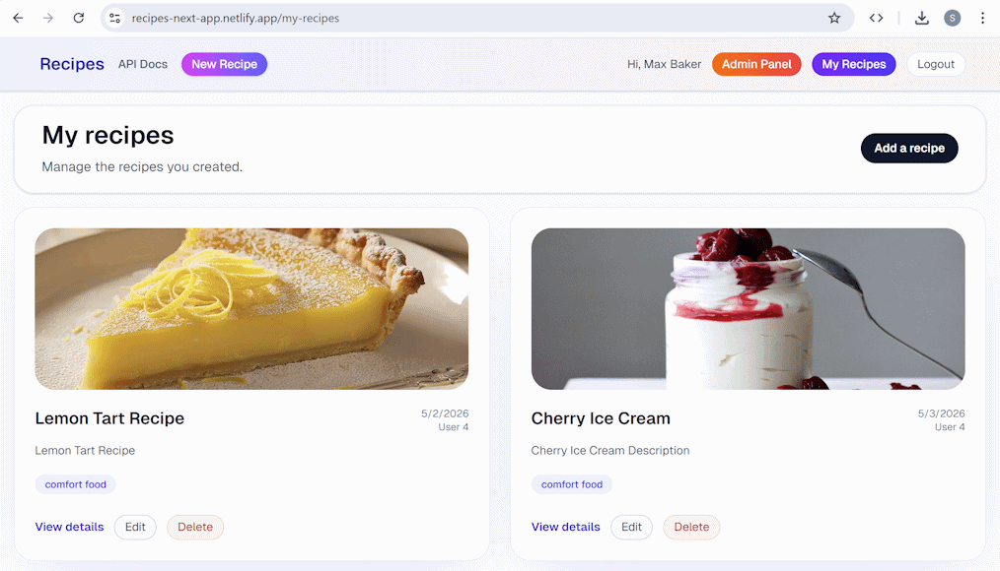 recipes-next-app.netlify.app/my-recipes
S
Recipes API Docs New Recipe Hi, Max Baker Admin Panel My Recipes Logout
My recipes
Manage the recipes you created.
Add a recipe
Lemon Tart Recipe
5/2/2026
User 4
Lemon Tart Recipe
comfort food
View details Edit Delete
Cherry Ice Cream
5/3/2026
User 4
Cherry Ice Cream Description
comfort food
View details Edit Delete